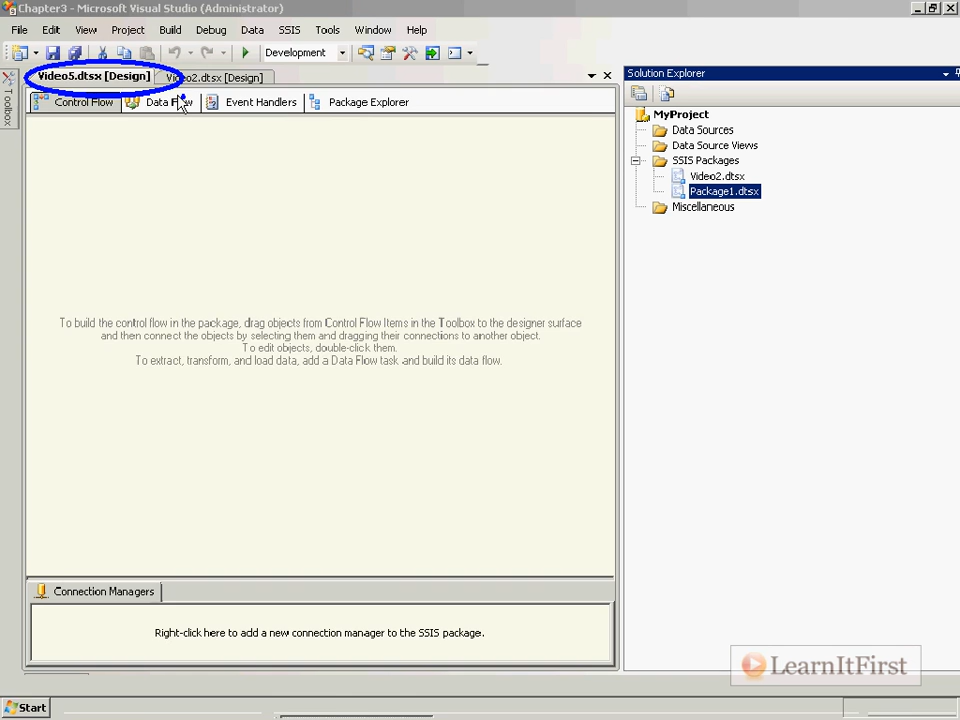 Chapter3 - Microsoft Visual Studio (Administrator)
File Edit View Project Build Debug Data SSIS Tools Window Help
Development
Video5.dtsx [Design] Video2.dtsx [Design]
Toolbox
Control Flow Data Flow Event Handlers Package Explorer
To build the control flow in the package, drag objects from Control Flow Items in the Toolbox to the designer surface
and then connect the objects by selecting them and dragging their connections to another object.
To edit objects, double-click them.
To extract, transform, and load data, add a Data Flow task and build its data flow.
Connection Managers
Right-click here to add a new connection manager to the SSIS package.
Solution Explorer
MyProject
Data Sources
Data Source Views
SSIS Packages
Video2.dtsx
Package1.dtsx
Miscellaneous
LearnItFirst
Start